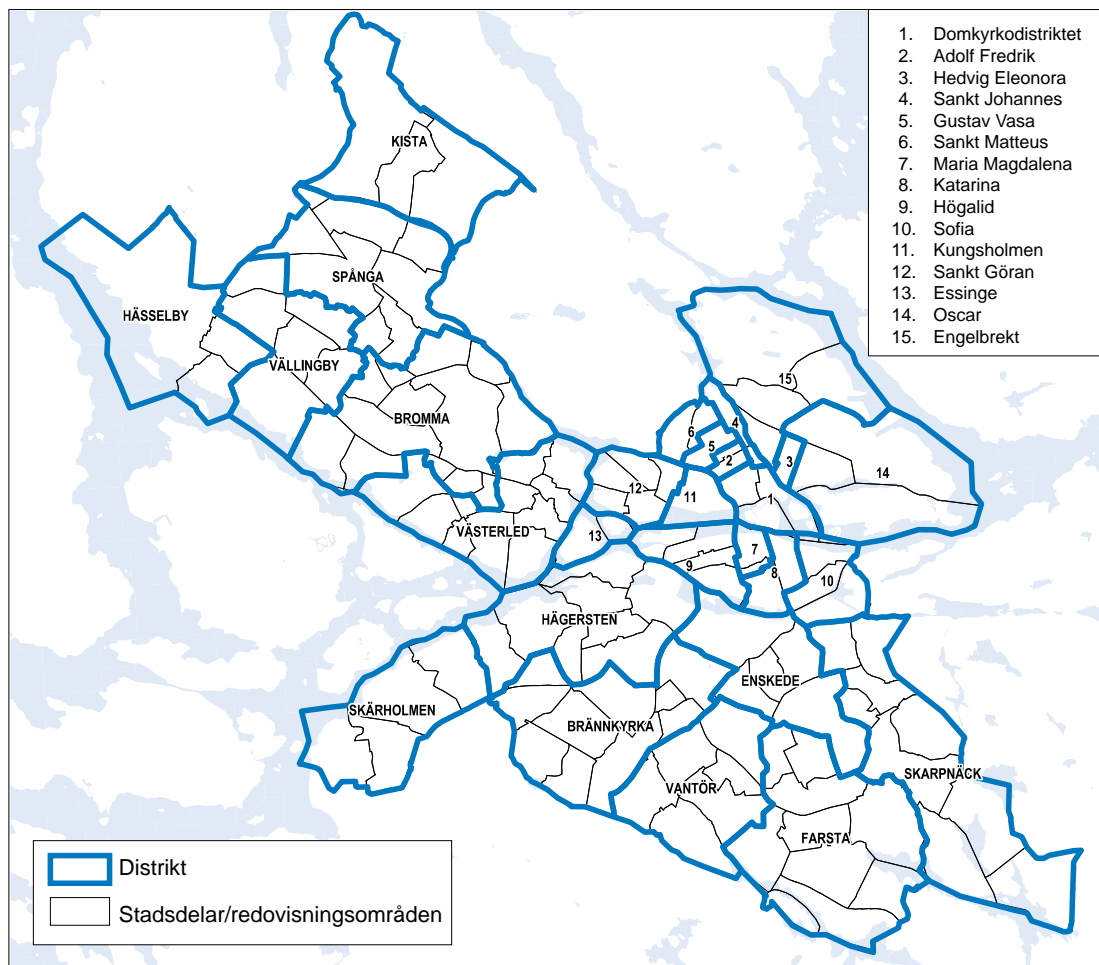 1. Domkyrkodistriktet
2. Adolf Fredrik
3. Hedvig Eleonora
4. Sankt Johannes
5. Gustav Vasa
6. Sankt Matteus
7. Maria Magdalena
8. Katarina
9. Högalid
10. Sofia
11. Kungsholmen
12. Sankt Göran
13. Essinge
14. Oscar
15. Engelbrekt
KISTA
SPÅNGA
HÄSSELBY
VÄLLINGBY
BROMMA
15
6
4
5
2
3
14
12
11
1
VÄSTERLED
13
7
9
8
10
HÄGERSTEN
ENSKEDE
SKÄRHOLMEN
BRÄNNKYRKA
SKARPNÄCK
VANTÖR
FARSTA
Distrikt
Stadsdelar/redovisningsområden